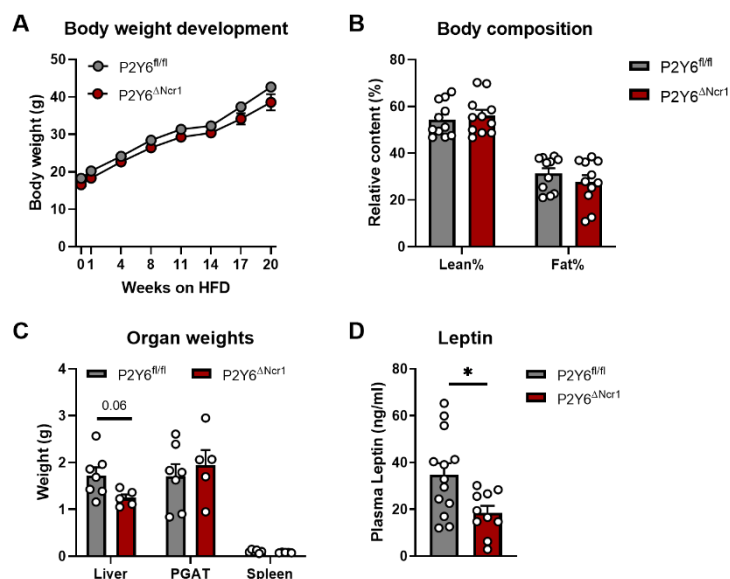 A
Body weight development
P2Y6fl/fl
P2Y6ΔNcr1
Body weight (g)
50
40
30
20
10
0
0 1 4 8 11 14 17 20
Weeks on HFD
B
Body composition
P2Y6fl/fl
P2Y6ΔNcr1
Relative content (%)
80
60
40
20
0
Lean% Fat%
C
Organ weights
P2Y6fl/fl P2Y6ΔNcr1
Weight (g)
4
3
2
1
0
0.06
Liver PGAT Spleen
D
Leptin
P2Y6fl/fl
P2Y6ΔNcr1
Plasma Leptin (ng/ml)
80
60
40
20
0
*